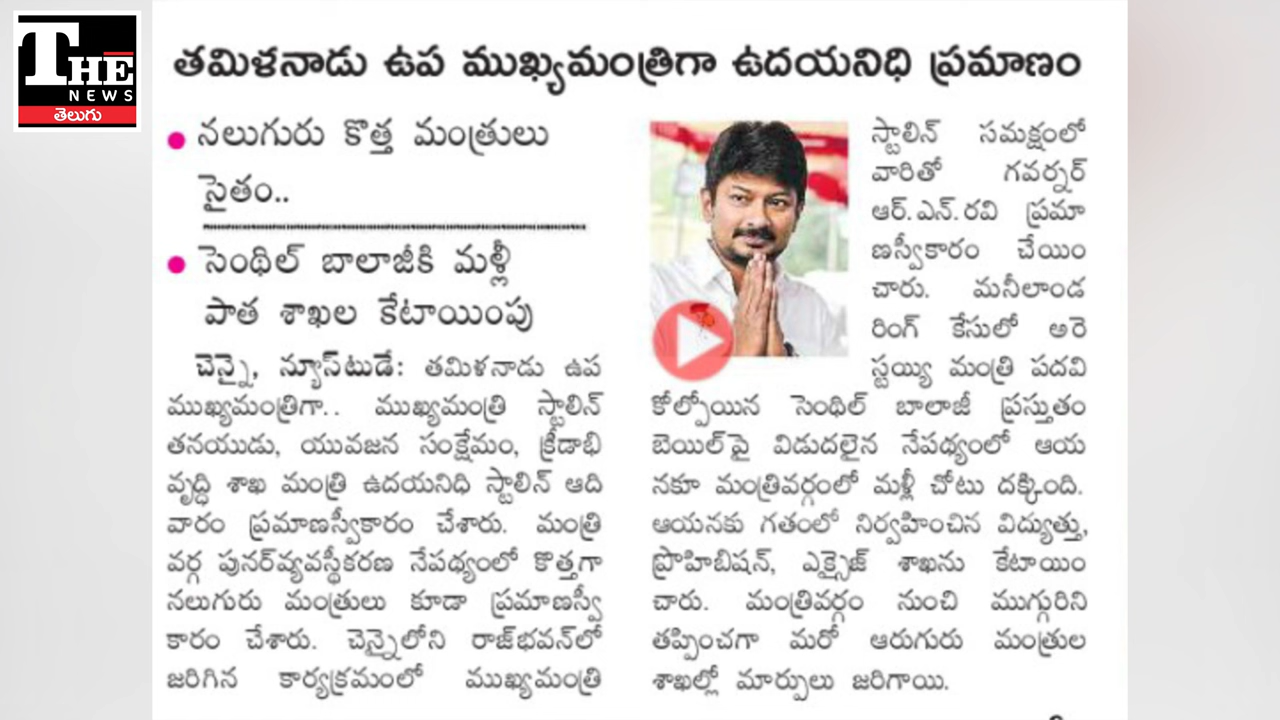 THE
NEWS
తెలుగు
తమిళనాడు ఉప ముఖ్యమంత్రిగా ఉదయనిధి ప్రమాణం
● నలుగురు కొత్త మంత్రులు
సైతం..
● సెంథిల్ బాలాజీకి మళ్లీ
పాత శాఖల కేటాయింపు
చెన్నై, న్యూస్‌టుడే: తమిళనాడు ఉప
ముఖ్యమంత్రిగా.. ముఖ్యమంత్రి స్టాలిన్
తనయుడు, యువజన సంక్షేమం, క్రీడాభి
వృద్ధి శాఖ మంత్రి ఉదయనిధి స్టాలిన్ ఆది
వారం ప్రమాణస్వీకారం చేశారు. మంత్రి
వర్గ పునర్‌వ్యవస్థీకరణ నేపథ్యంలో కొత్తగా
నలుగురు మంత్రులు కూడా ప్రమాణస్వీ
కారం చేశారు. చెన్నైలోని రాజ్‌భవన్‌లో
జరిగిన కార్యక్రమంలో ముఖ్యమంత్రి
స్టాలిన్ సమక్షంలో
వారితో గవర్నర్
ఆర్.ఎన్.రవి ప్రమా
ణస్వీకారం చేయిం
చారు. మనీలాండ
రింగ్ కేసులో అరె
స్టయ్యి మంత్రి పదవి
కోల్పోయిన సెంథిల్ బాలాజీ ప్రస్తుతం
బెయిల్‌పై విడుదలైన నేపథ్యంలో ఆయ
నకూ మంత్రివర్గంలో మళ్లీ చోటు దక్కింది.
ఆయనకు గతంలో నిర్వహించిన విద్యుత్తు,
ప్రొహిబిషన్, ఎక్సైజ్ శాఖను కేటాయిం
చారు. మంత్రివర్గం నుంచి ముగ్గురిని
తప్పించగా మరో ఆరుగురు మంత్రుల
శాఖల్లో మార్పులు జరిగాయి.